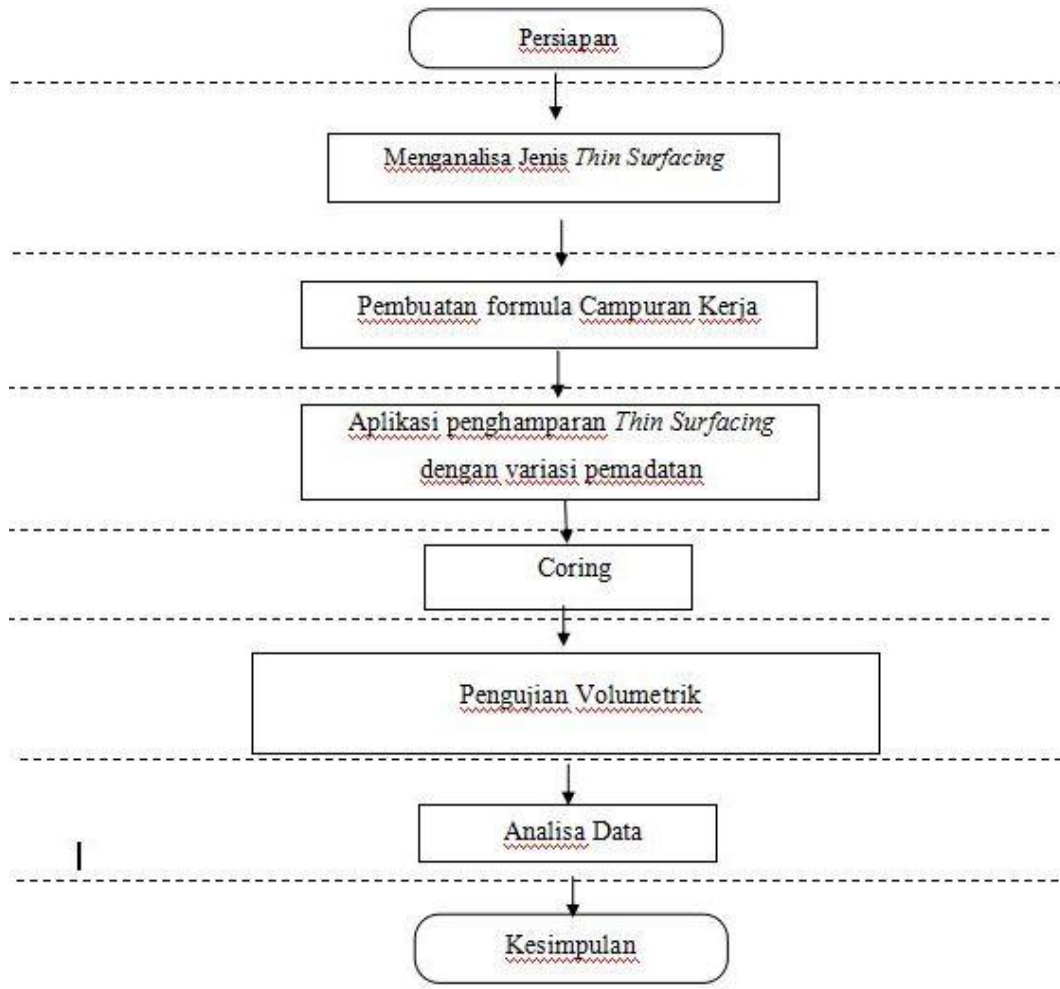 Persiapan
Menganalisa Jenis Thin Surfacing
Pembuatan formula Campuran Kerja
Aplikasi penghamparan Thin Surfacing
dengan variasi pemadatan
Coring
Pengujian Volumetrik
Analisa Data
Kesimpulan